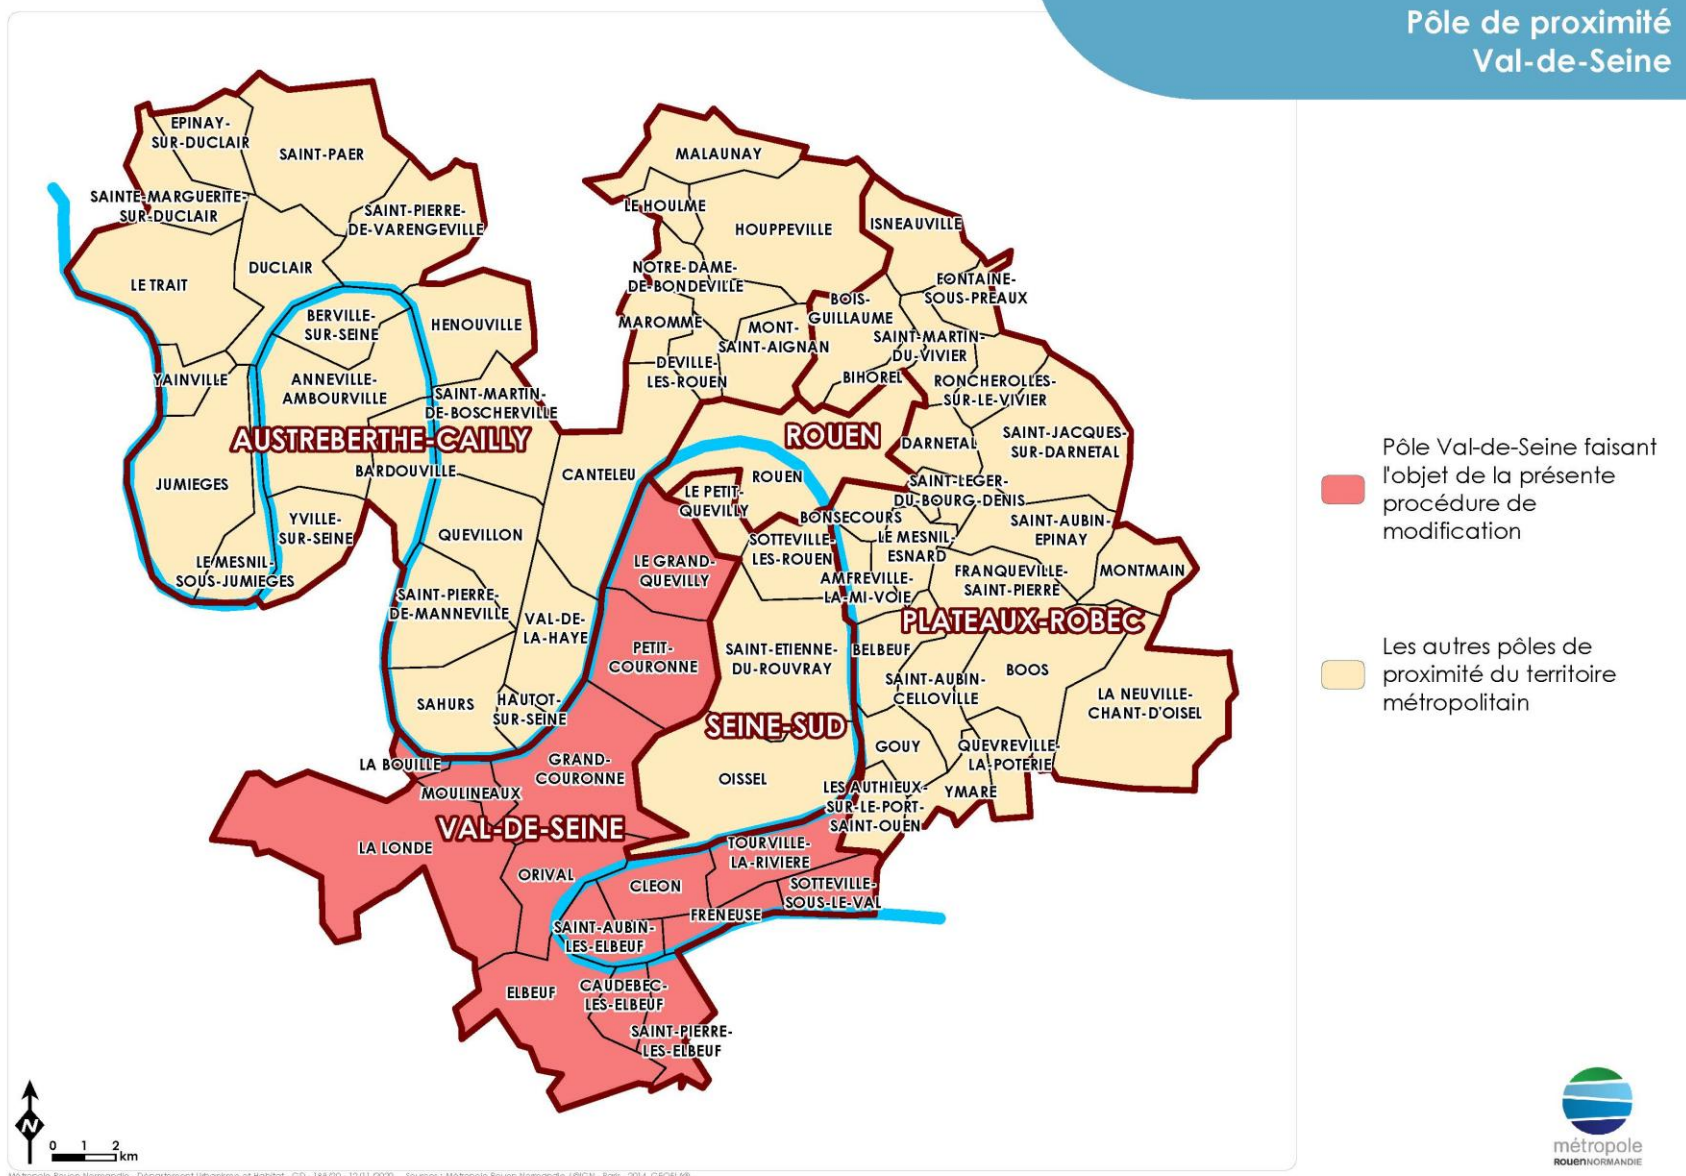 Pôle de proximité
Val-de-Seine
EPINAY-
SUR-DUCLAIR
SAINT-PAER
SAINTE-MARGUERITE-
SUR-DUCLAIR
SAINT-PIERRE-
DE-VARENGEVILLE
LE TRAIT
DUCLAIR
BERVILLE-
SUR-SEINE
HENOUVILLE
YAINVILLE
ANNEVILLE-
AMBOURVILLE
SAINT-MARTIN-
DE-BOSCHERVILLE
AUSTREBERTHE-CAILLY
BARDOUVILLE
JUMIEGES
YVILLE-
SUR-SEINE
LE MESNIL-
SOUS-JUMIEGES
QUEVILLON
CANTELEU
SAINT-PIERRE-
DE-MANNEVILLE
VAL-DE-
LA-HAYE
SAHURS
HAUTOT-
SUR-SEINE
MALAUNAY
LE HOULME
HOUPPEVILLE
ISNEAUVILLE
NOTRE-DAME-
DE-BONDEVILLE
FONTAINE-
SOUS-PREAUX
BOIS-
GUILLAUME
MAROMME
MONT-
SAINT-AIGNAN
SAINT-MARTIN-
DU-VIVIER
DEVILLE-
LES-ROUEN
BIHOREL
RONCHEROLLES-
SUR-LE-VIVIER
ROUEN
DARNETAL
SAINT-JACQUES-
SUR-DARNETAL
ROUEN
LE PETIT-
QUEVILLY
SAINT-LEGER-
DU-BOURG-DENIS
BONSECOURS
SOTTEVILLE-
LES-ROUEN
LE MESNIL-
ESNARD
SAINT-AUBIN-
EPINAY
LE GRAND-
QUEVILLY
AMFREVILLE-
LA-MI-VOIE
FRANQUEVILLE-
SAINT-PIERRE
MONTMAIN
PLATEAUX-ROBEC
PETIT-
COURONNE
SAINT-ETIENNE-
DU-ROUVRAY
BELBEUF
BOOS
SAINT-AUBIN-
CELLOVILLE
LA NEUVILLE-
CHANT-D'OISEL
SEINE-SUD
GOUY
QUEVREVILLE-
LA-POTERIE
OISSEL
LES AUTHIEUX-
SUR-LE-PORT-
SAINT-OUEN
YMARE
LA BOUILLE
GRAND-
COURONNE
MOULINEAUX
VAL-DE-SEINE
LA LONDE
TOURVILLE-
LA-RIVIERE
ORIVAL
CLEON
SOTTEVILLE-
SOUS-LE-VAL
FRENEUSE
SAINT-AUBIN-
LES-ELBEUF
ELBEUF
CAUDEBEC-
LES-ELBEUF
SAINT-PIERRE-
LES-ELBEUF
Pôle Val-de-Seine faisant
l'objet de la présente
procédure de
modification
Les autres pôles de
proximité du territoire
métropolitain
N
0 1 2
km
métropole
ROUENNORMANDIE